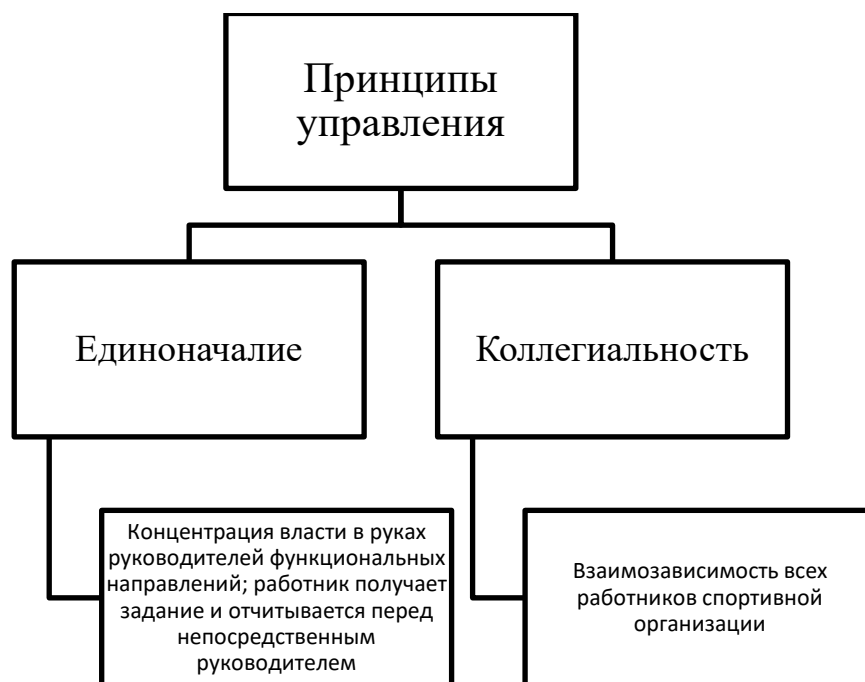 Принципы
управления
Единоначалие
Коллегиальность
Концентрация власти в руках
руководителей функциональных
направлений; работник получает
задание и отчитывается перед
непосредственным
руководителем
Взаимозависимость всех
работников спортивной
организации